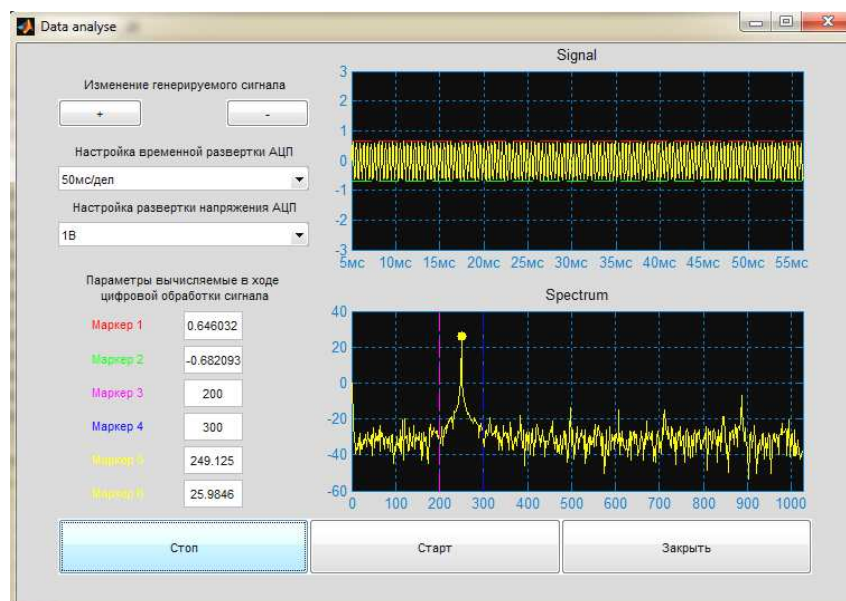 Data analyse
Изменение генерируемого сигнала
+ -
Настройка временной развертки АЦП
50мс/дел
Настройка развертки напряжения АЦП
1В
Параметры вычисляемые в ходе
цифровой обработки сигнала
Маркер 1 0.646032
Маркер 2 -0.682093
Маркер 3 200
Маркер 4 300
Маркер 5 249.125
Маркер 6 25.9846
Signal
3
2
1
0
-1
-2
-3
5мс 10мс 15мс 20мс 25мс 30мс 35мс 40мс 45мс 50мс 55мс
Spectrum
40
20
0
-20
-40
-60
0 100 200 300 400 500 600 700 800 900 1000
Стоп Старт Закрыть